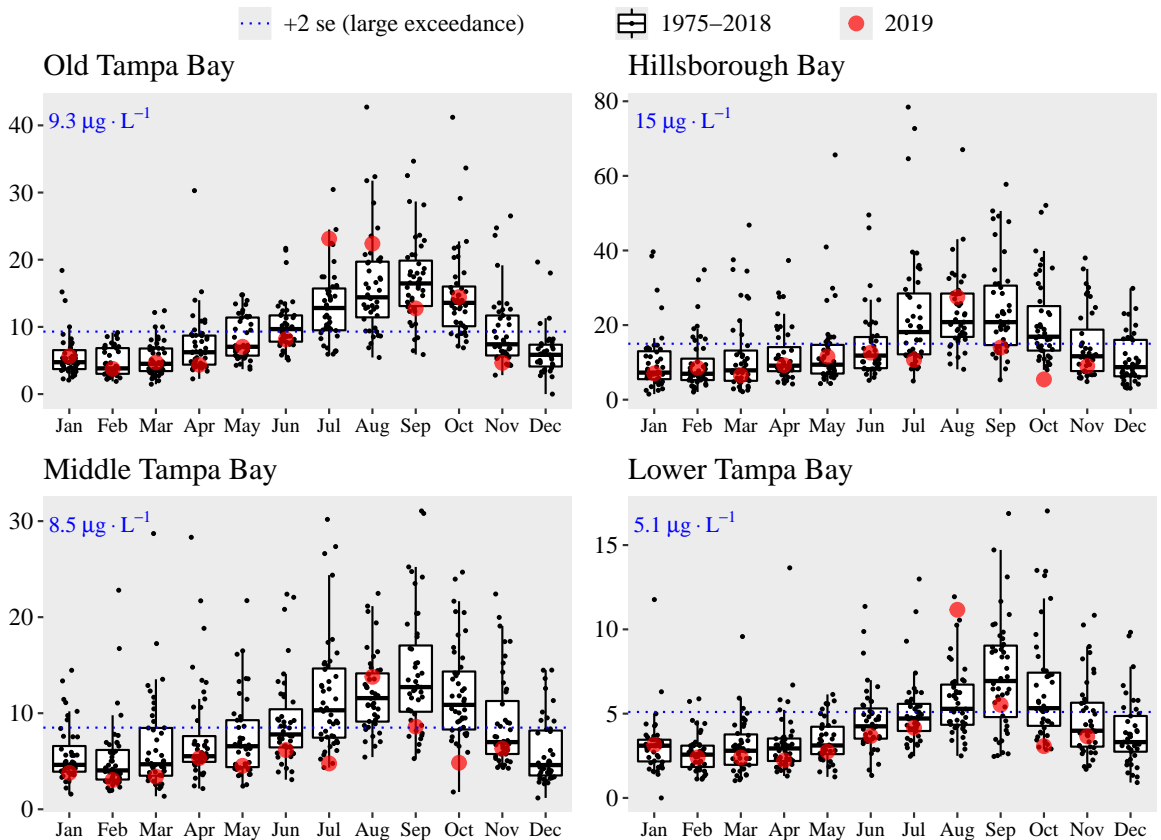 +2 se (large exceedance) 1975–2018 2019
Old Tampa Bay
9.3 μg · L⁻¹
40
30
20
10
0
Jan Feb Mar Apr May Jun Jul Aug Sep Oct Nov Dec
Hillsborough Bay
15 μg · L⁻¹
80
60
40
20
0
Jan Feb Mar Apr May Jun Jul Aug Sep Oct Nov Dec
Middle Tampa Bay
8.5 μg · L⁻¹
30
20
10
0
Jan Feb Mar Apr May Jun Jul Aug Sep Oct Nov Dec
Lower Tampa Bay
5.1 μg · L⁻¹
15
10
5
0
Jan Feb Mar Apr May Jun Jul Aug Sep Oct Nov Dec